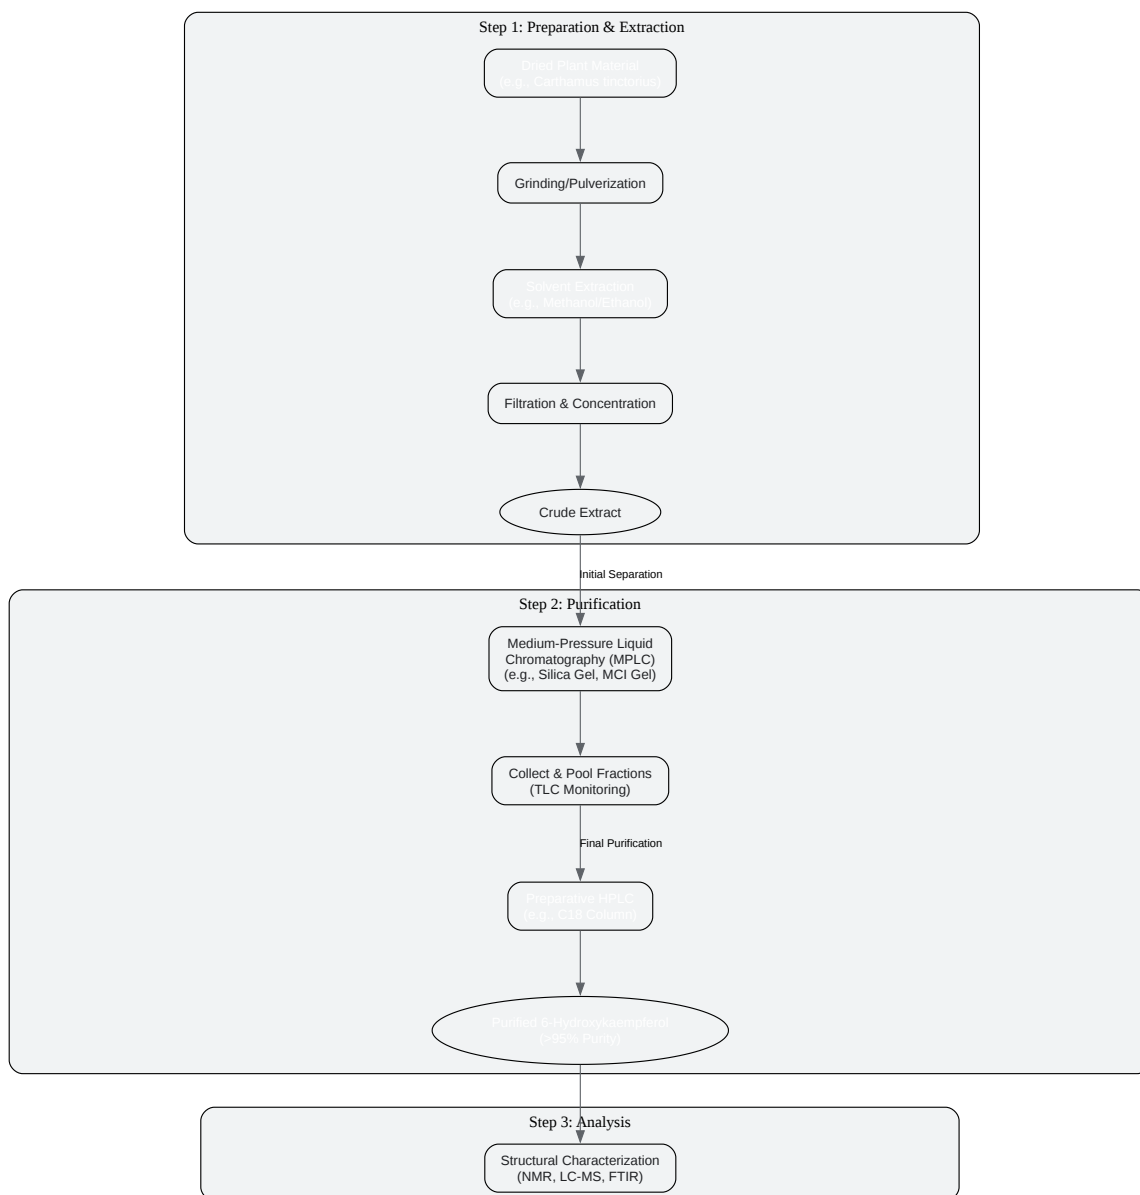 Step 1: Preparation & Extraction
Dried Plant Material
(e.g., Carthamus tinctorius)
Grinding/Pulverization
Solvent Extraction
(e.g., Methanol/Ethanol)
Filtration & Concentration
Crude Extract
Initial Separation
Step 2: Purification
Medium-Pressure Liquid
Chromatography (MPLC)
(e.g., Silica Gel, MCI Gel)
Collect & Pool Fractions
(TLC Monitoring)
Final Purification
Preparative HPLC
(e.g., C18 Column)
Purified 6-Hydroxykaempferol
(>95% Purity)
Step 3: Analysis
Structural Characterization
(NMR, LC-MS, FTIR)